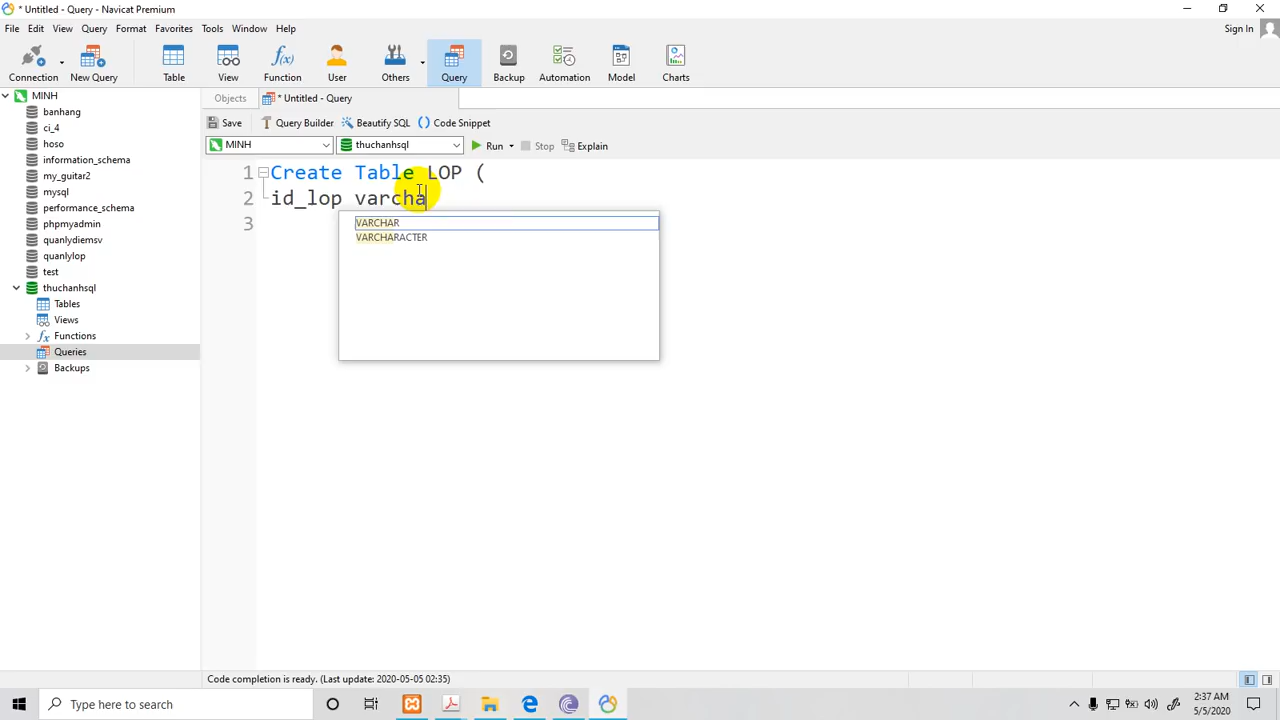 * Untitled - Query - Navicat Premium
File Edit View Query Format Favorites Tools Window Help
Sign In
Connection New Query Table View Function User Others Query Backup Automation Model Charts
MINH
banhang
ci_4
hoso
information_schema
my_guitar2
mysql
performance_schema
phpmyadmin
quanlydiemsv
quanlylop
test
thuchanhsql
Tables
Views
Functions
Queries
Backups
Objects * Untitled - Query
Save Query Builder Beautify SQL () Code Snippet
MINH thuchanhsql Run Stop Explain
1 Create Table LOP (
2 id_lop varcha
3
VARCHAR
VARCHARACTER
Code completion is ready. (Last update: 2020-05-05 02:35)
Type here to search
2:37 AM
5/5/2020